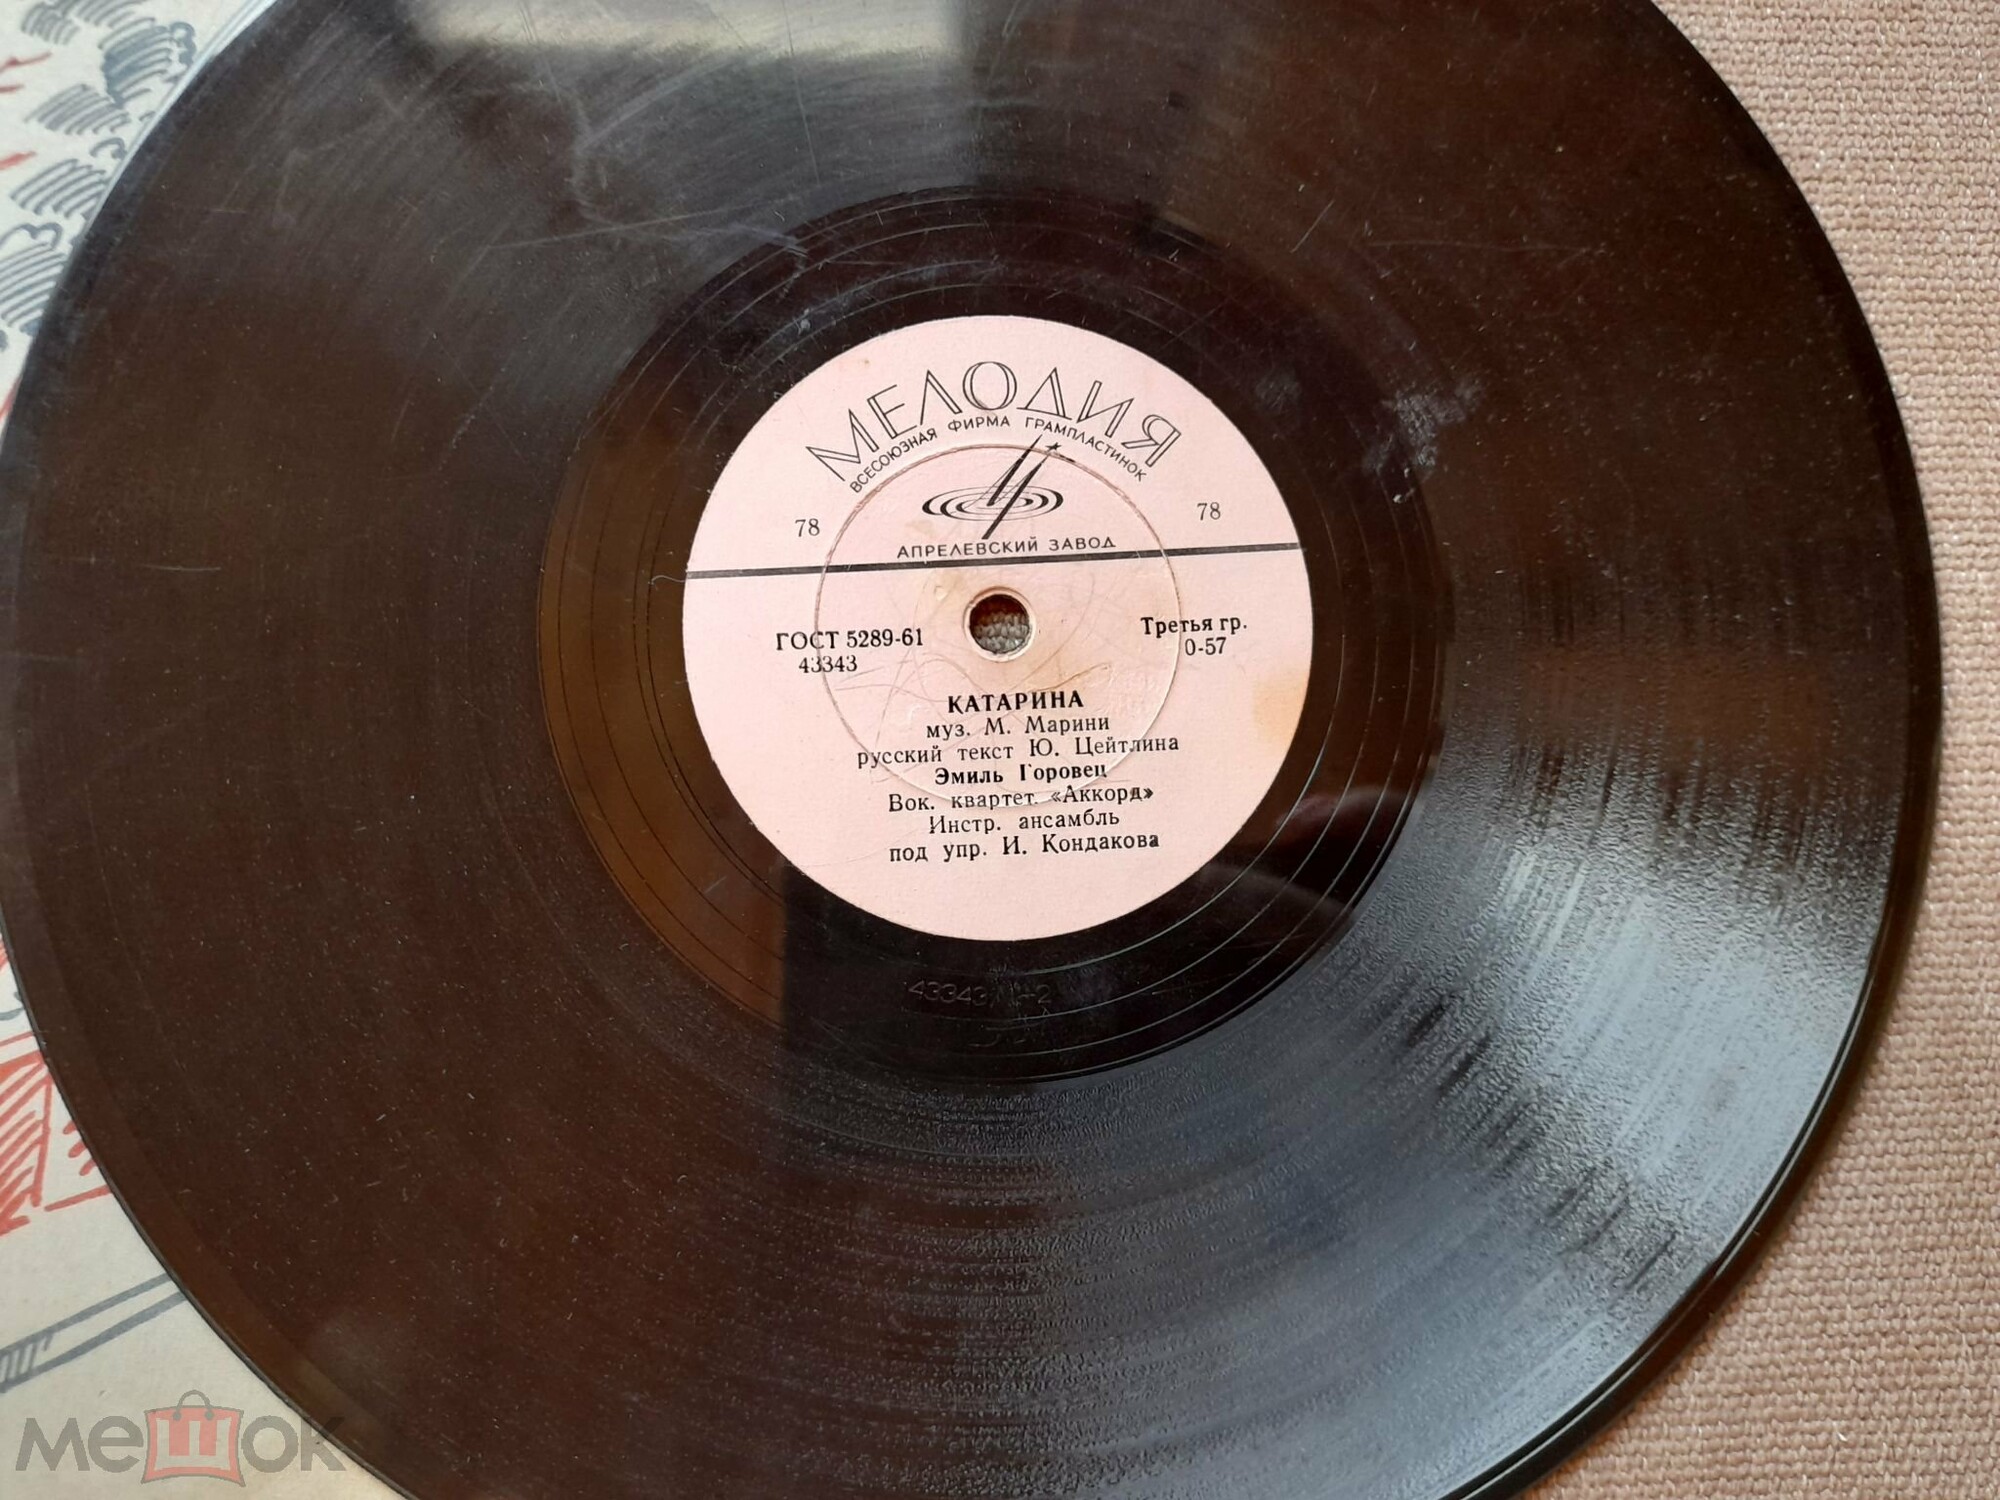 МЕЛОДИЯ
ВСЕСОЮЗНАЯ ФИРМА ГРАМПЛАСТИНОК
78 78
АПРЕЛЕВСКИЙ ЗАВОД
ГОСТ 5289-61 Третья гр.
43343 0-57
КАТАРИНА
муз. М. Марини
русский текст Ю. Цейтлина
Эмиль Горовец
Вок. квартет «Аккорд»
Инстр. ансамбль
под упр. И. Кондакова
43343
мешок